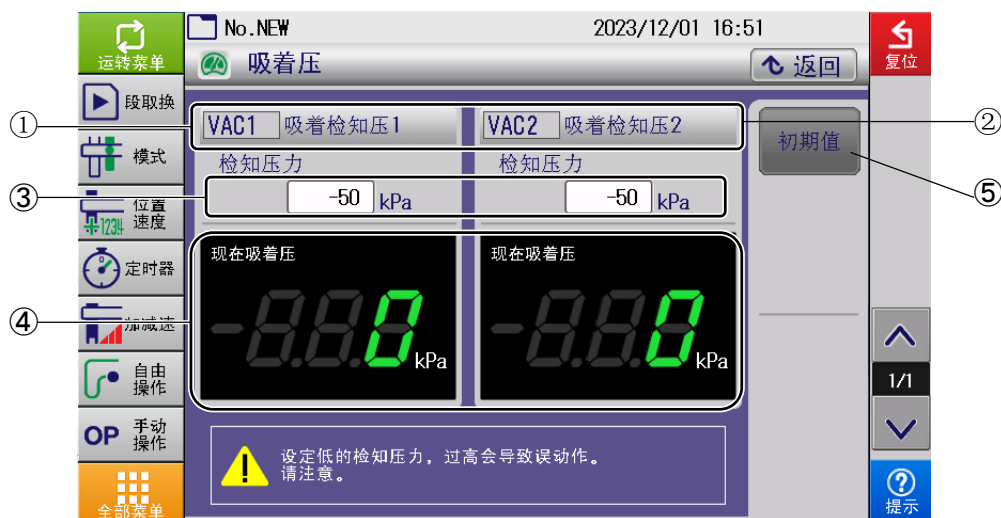 No.NEW 2023/12/01 16:51
吸着压
返回
运转菜单
段取换
模式
位置
速度
1234
定时器
加减速
自由
操作
OP 手动
操作
全部菜单
①
VAC1 吸着检知压1
VAC2 吸着检知压2
②
检知压力
检知压力
③
-50 kPa
-50 kPa
现在吸着压
现在吸着压
④
0 kPa
0 kPa
设定低的检知压力，过高会导致误动作。
请注意。
初期值
⑤
复位
1/1
提示